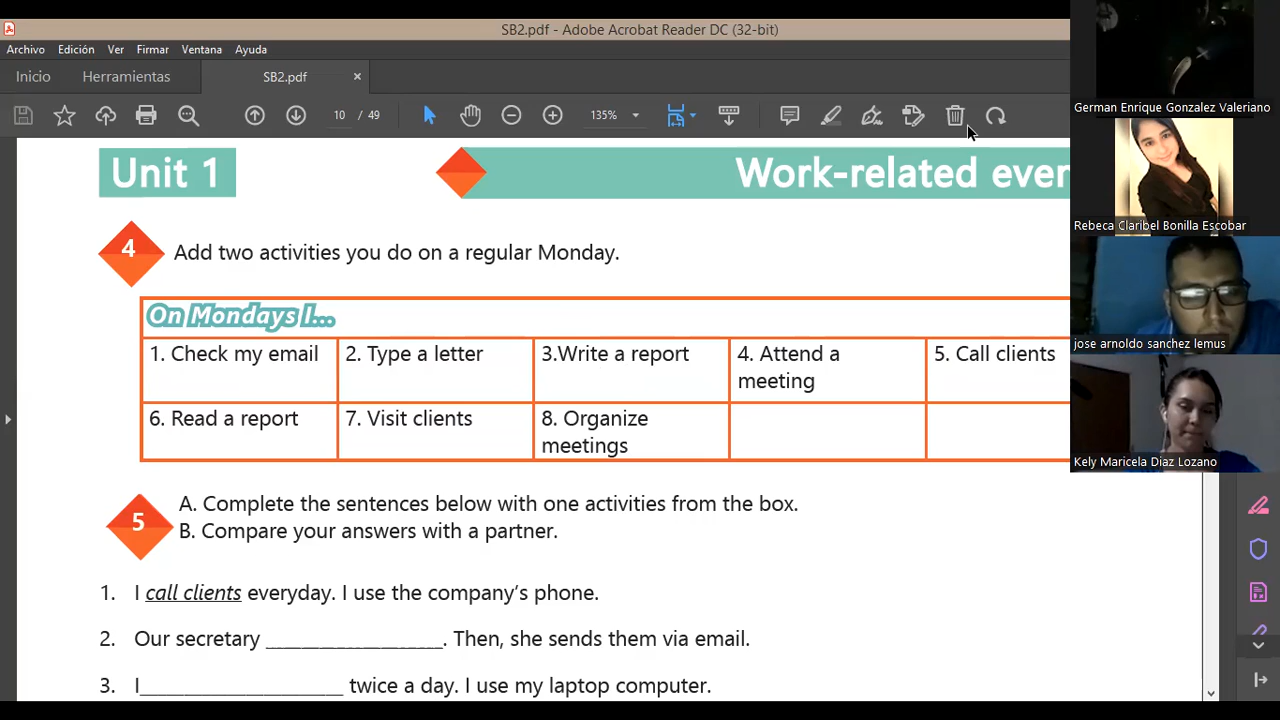 SB2.pdf - Adobe Acrobat Reader DC (32-bit)
Archivo Edición Ver Firmar Ventana Ayuda
Inicio Herramientas SB2.pdf ×
10 / 49 135%
Unit 1 Work-related even
4 Add two activities you do on a regular Monday.
On Mondays I...
1. Check my email 2. Type a letter 3.Write a report 4. Attend a meeting 5. Call clients
6. Read a report 7. Visit clients 8. Organize meetings
5 A. Complete the sentences below with one activities from the box.
B. Compare your answers with a partner.
1. I call clients everyday. I use the company’s phone.
2. Our secretary _________________. Then, she sends them via email.
3. I___________________ twice a day. I use my laptop computer.
German Enrique Gonzalez Valeriano
Rebeca Claribel Bonilla Escobar
jose arnoldo sanchez lemus
Kely Maricela Diaz Lozano